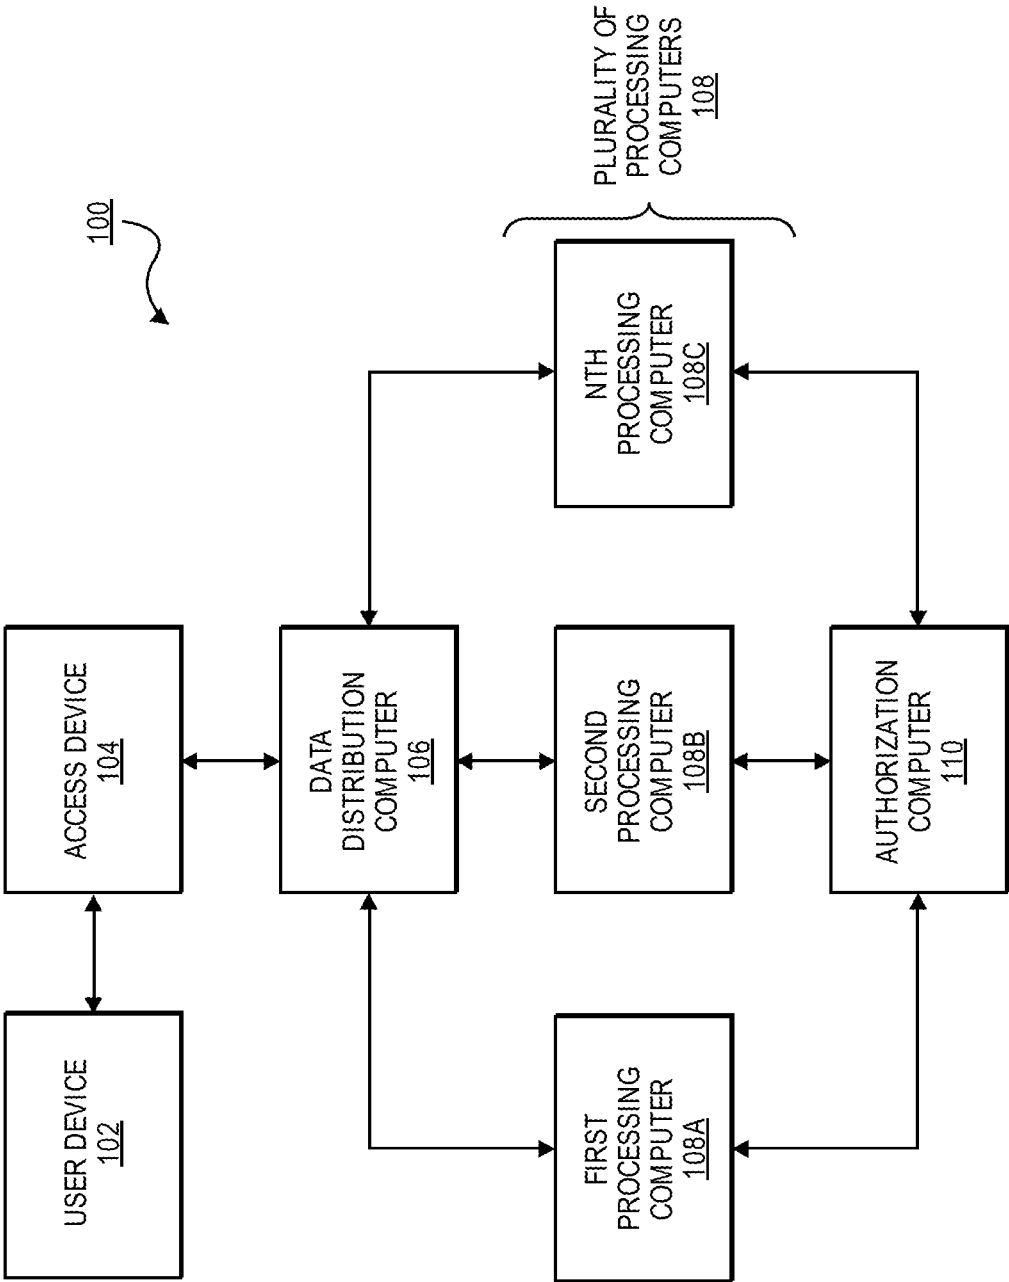 100
USER DEVICE
102
ACCESS DEVICE
104
DATA
DISTRIBUTION
COMPUTER
106
FIRST
PROCESSING
COMPUTER
108A
SECOND
PROCESSING
COMPUTER
108B
NTH
PROCESSING
COMPUTER
108C
PLURALITY OF
PROCESSING
COMPUTERS
108
AUTHORIZATION
COMPUTER
110